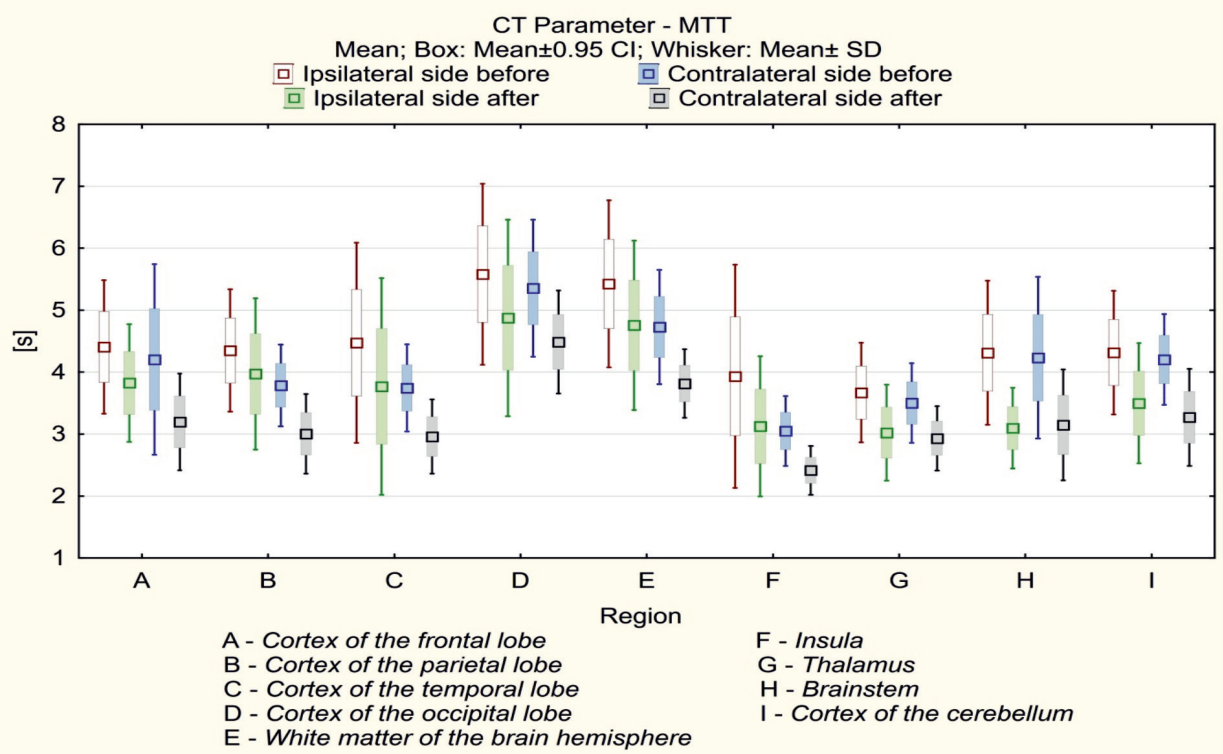 CT Parameter - MTT
Mean; Box: Mean±0.95 CI; Whisker: Mean± SD
Ipsilateral side before Contralateral side before
Ipsilateral side after Contralateral side after
8
7
6
5
4
3
2
1
[s]
A B C D E F G H I
Region
A - Cortex of the frontal lobe
B - Cortex of the parietal lobe
C - Cortex of the temporal lobe
D - Cortex of the occipital lobe
E - White matter of the brain hemisphere
F - Insula
G - Thalamus
H - Brainstem
I - Cortex of the cerebellum